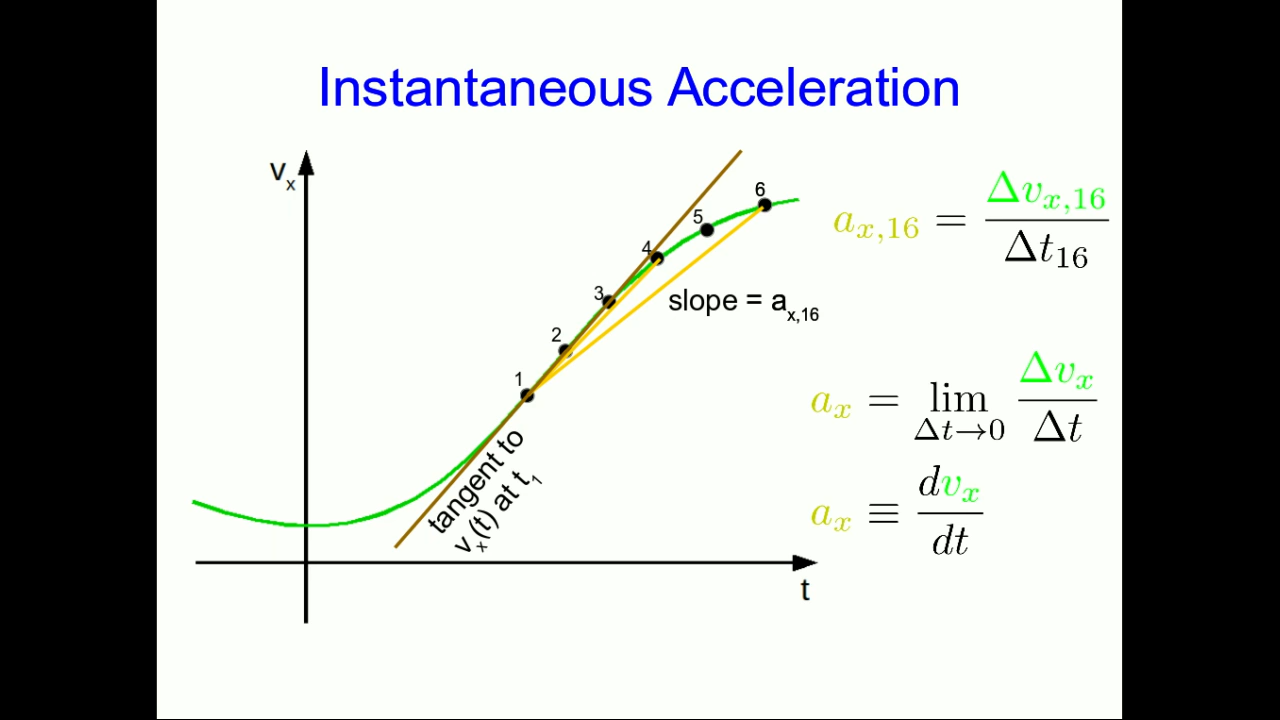 Instantaneous Acceleration
vₓ
6
5
4
3
2
1
slope = aₓ,₁₆
tangent to
vₓ(t) at t₁
t
aₓ,₁₆ = Δvₓ,₁₆ / Δt₁₆
aₓ = lim Δt→0 Δvₓ / Δt
aₓ ≡ dvₓ / dt